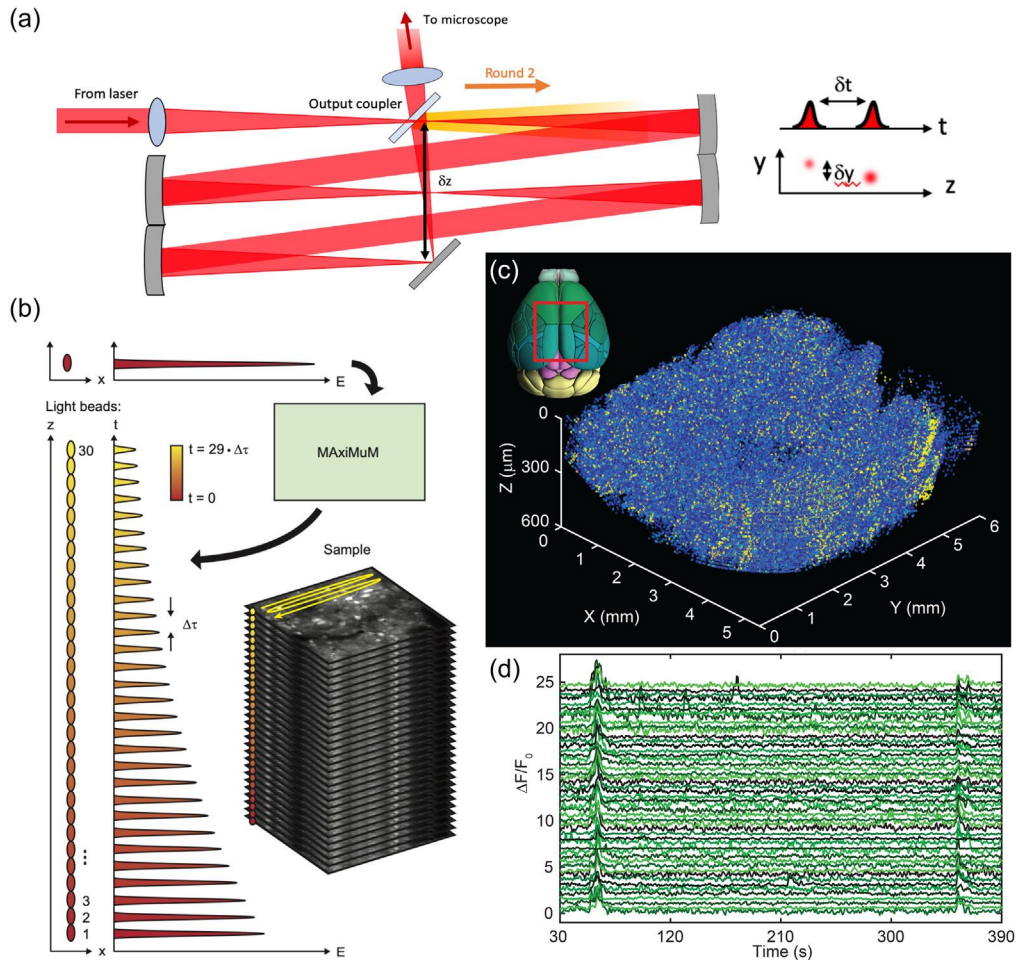 (a)
To microscope
Round 2
From laser
Output coupler
δz
δt
t
y
δy
z
(b)
x
E
Light beads:
z
t
30
t = 29 · Δτ
t = 0
MAxiMuM
Sample
Δτ
⋮
3
2
1
x
E
(c)
0
Z (μm)
300
600
0
1
2
3
4
5
X (mm)
0
1
2
3
4
5
6
Y (mm)
(d)
25
20
15
10
5
0
ΔF/F₀
30
120
210
300
390
Time (s)